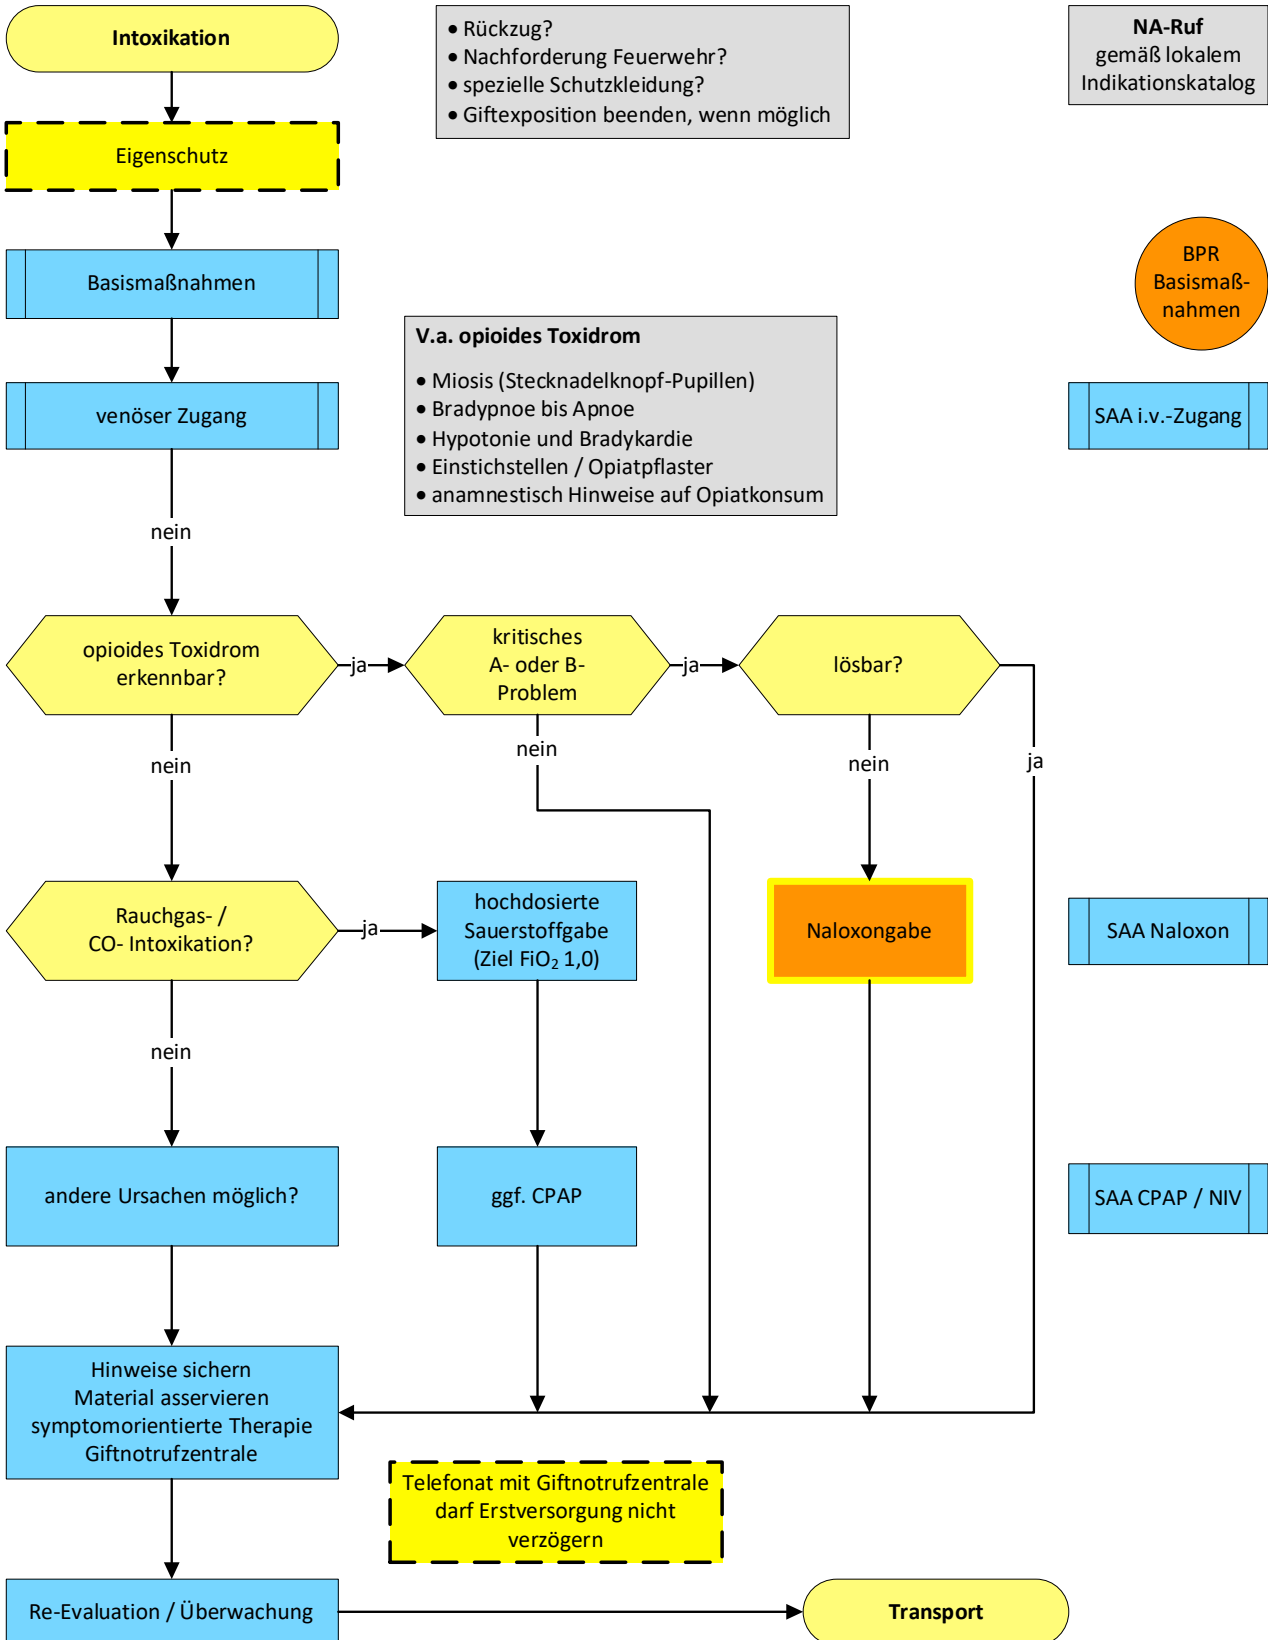 Intoxikation
• Rückzug?
• Nachforderung Feuerwehr?
• spezielle Schutzkleidung?
• Giftexposition beenden, wenn möglich
NA-Ruf
gemäß lokalem
Indikationskatalog
Eigenschutz
Basismaßnahmen
BPR
Basismaß-
nahmen
V.a. opioides Toxidrom
• Miosis (Stecknadelknopf-Pupillen)
• Bradypnoe bis Apnoe
• Hypotonie und Bradykardie
• Einstichstellen / Opiatpflaster
• anamnestisch Hinweise auf Opiatkonsum
venöser Zugang
SAA i.v.-Zugang
nein
opioides Toxidrom
erkennbar?
ja
kritisches
A- oder B-
Problem
ja
lösbar?
nein
nein
nein
ja
Rauchgas- /
CO- Intoxikation?
ja
hochdosierte
Sauerstoffgabe
(Ziel FiO₂ 1,0)
Naloxongabe
SAA Naloxon
nein
andere Ursachen möglich?
ggf. CPAP
SAA CPAP / NIV
Hinweise sichern
Material asservieren
symptomorientierte Therapie
Giftnotrufzentrale
Telefonat mit Giftnotrufzentrale
darf Erstversorgung nicht
verzögern
Re-Evaluation / Überwachung
Transport